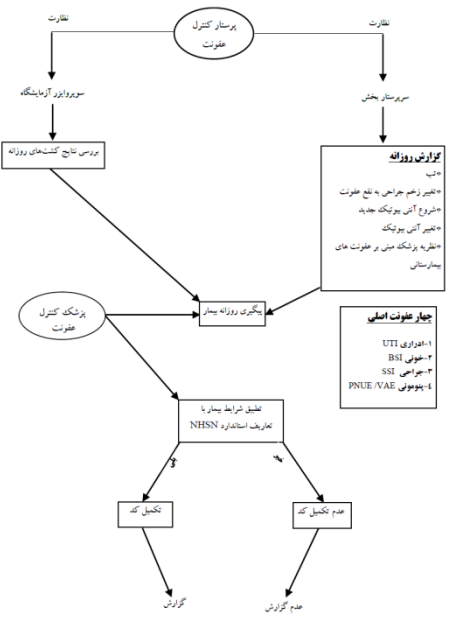 پرستار کنترل
عفونت
نظارت
نظارت
سرپرستار بخش
سوپروایزر آزمایشگاه
گزارش روزانه
*تب
*تغییر زخم جراحی به نفع عفونت
*شروع آنتی بیوتیک جدید
*تغییر آنتی بیوتیک
*نظریه پزشک مبنی بر عفونت های
بیمارستانی
بررسی نتایج کشت‌های روزانه
پیگیری روزانه بیمار
پزشک کنترل
عفونت
چهار عفونت اصلی
۱-ادراری UTI
۲-خونی BSI
۳-جراحی SSI
۴-پنومونی PNUE /VAE
تطبیق شرایط بیمار با
تعاریف استاندارد NHSN
خیر
بلی
عدم تکمیل کد
تکمیل کد
عدم گزارش
گزارش